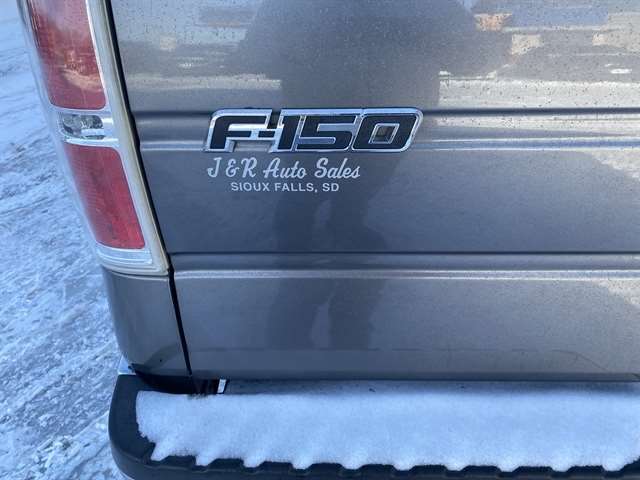 F-150
J & R Auto Sales
SIOUX FALLS, SD